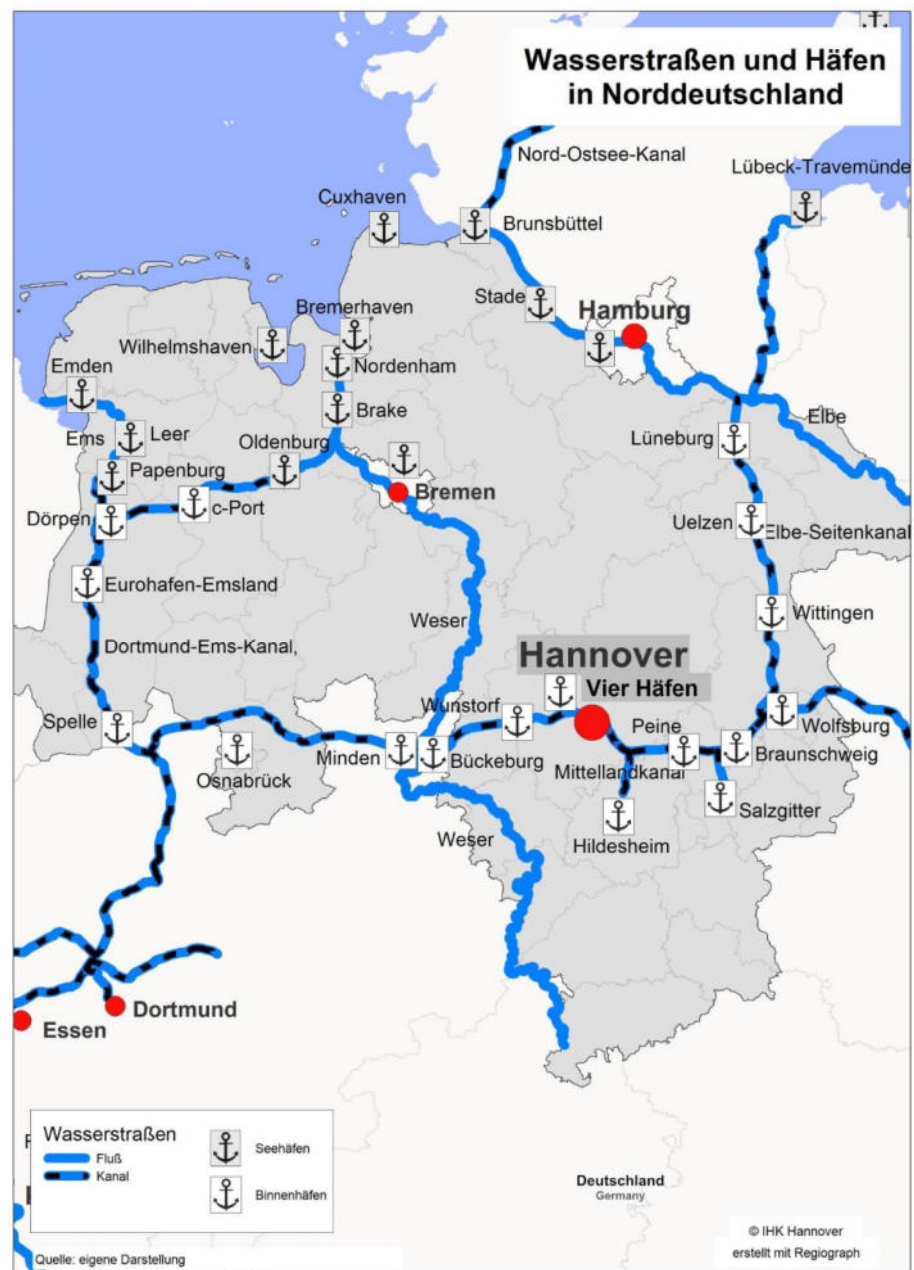 Wasserstraßen und Häfen
in Norddeutschland
Nord-Ostsee-Kanal
Lübeck-Travemünde
Cuxhaven
Brunsbüttel
Stade
Hamburg
Bremerhaven
Wilhelmshaven
Nordenham
Emden
Brake
Elbe
Ems
Leer
Oldenburg
Lüneburg
Papenburg
Bremen
c-Port
Dörpen
Uelzen
Elbe-Seitenkanal
Eurohafen-Emsland
Weser
Wittingen
Dortmund-Ems-Kanal,
Hannover
Vier Häfen
Wunstorf
Spelle
Peine
Wolfsburg
Minden
Bückeburg
Mittellandkanal
Braunschweig
Osnabrück
Salzgitter
Weser
Hildesheim
Dortmund
Essen
Wasserstraßen
Fluß
Kanal
Seehäfen
Binnenhäfen
Deutschland
Germany
© IHK Hannover
erstellt mit Regiograph
Quelle: eigene Darstellung